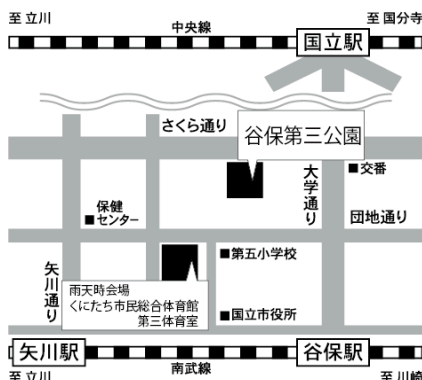 至 立川
中央線
至 国分寺
国立駅
さくら通り
谷保第三公園
大学通り
■交番
保健
■センター
団地通り
矢川通り
■第五小学校
雨天時会場
くにたち市民総合体育館
第三体育室
■国立市役所
矢川駅
谷保駅
至 立川
南武線
至 川崎